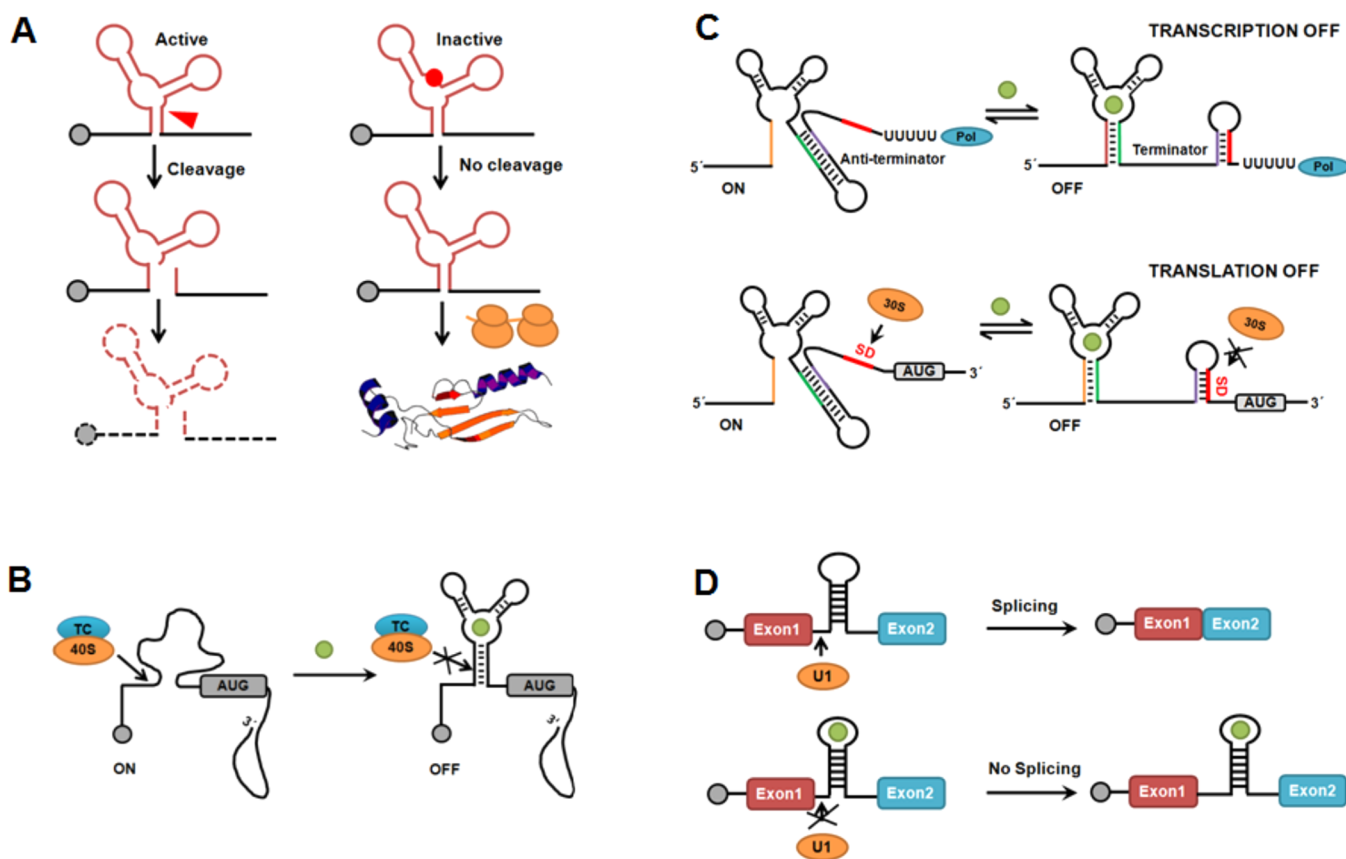 A
Active
Inactive
Cleavage
No cleavage
B
TC
40S
AUG
3´
ON
TC
40S
AUG
3´
OFF
C
TRANSCRIPTION OFF
UUUUU
Pol
Anti-terminator
5´
ON
Terminator
UUUUU
Pol
5´
OFF
TRANSLATION OFF
30S
SD
AUG
3´
5´
ON
30S
SD
AUG
3´
5´
OFF
D
Exon1
Exon2
U1
Splicing
Exon1
Exon2
Exon1
Exon2
U1
No Splicing
Exon1
Exon2